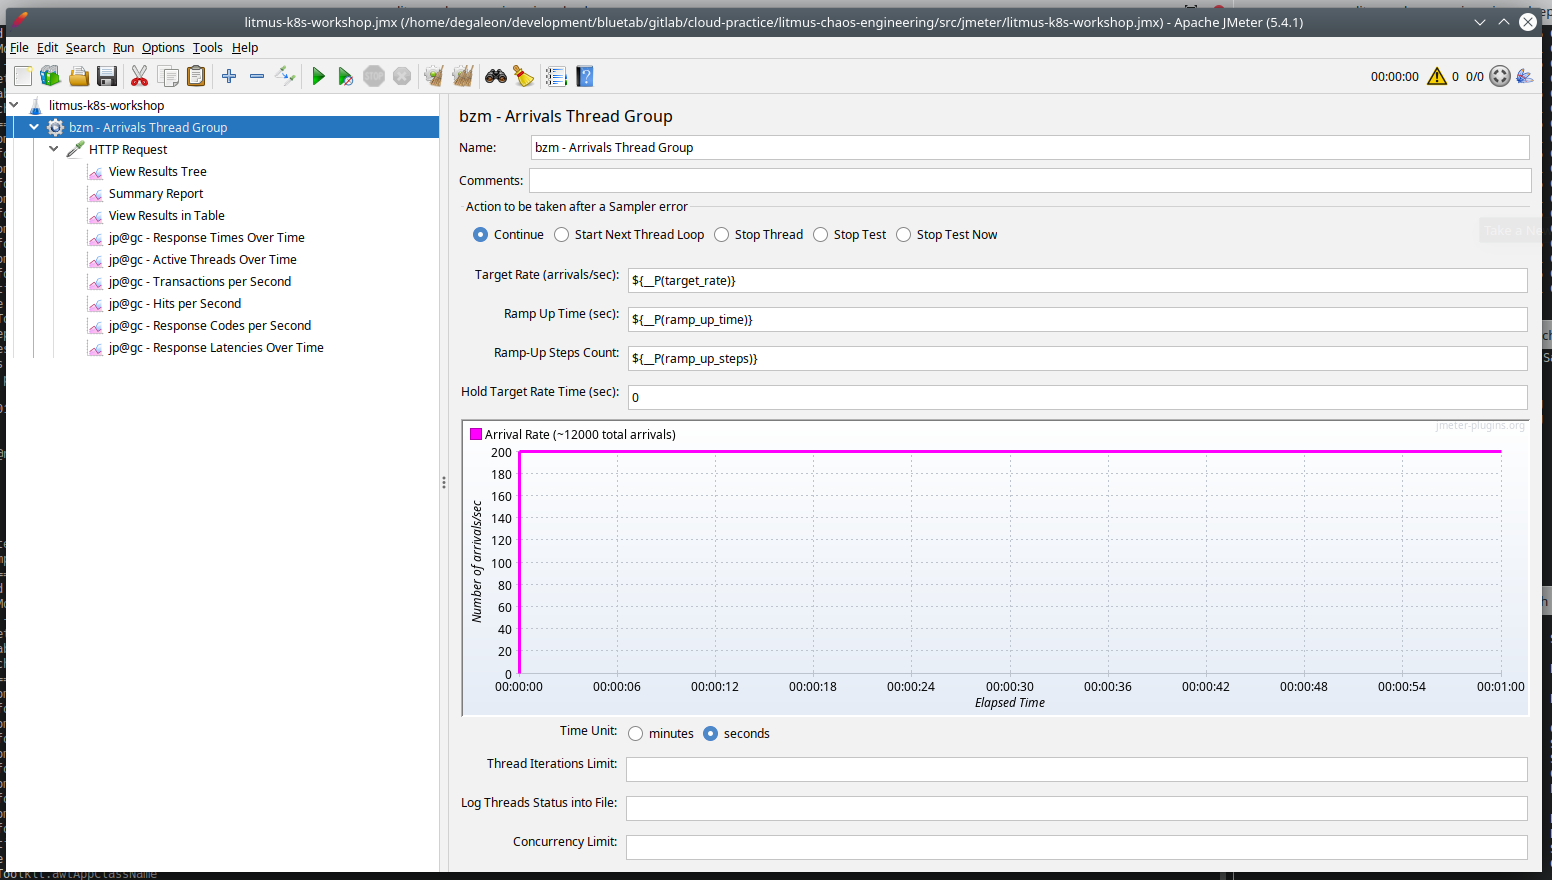 litmus-k8s-workshop.jmx (/home/degaleon/development/bluetab/gitlab/cloud-practice/litmus-chaos-engineering/src/jmeter/litmus-k8s-workshop.jmx) - Apache JMeter (5.4.1)
File Edit Search Run Options Tools Help
STOP
00:00:00 0 0/0
litmus-k8s-workshop
bzm - Arrivals Thread Group
HTTP Request
View Results Tree
Summary Report
View Results in Table
jp@gc - Response Times Over Time
jp@gc - Active Threads Over Time
jp@gc - Transactions per Second
jp@gc - Hits per Second
jp@gc - Response Codes per Second
jp@gc - Response Latencies Over Time
bzm - Arrivals Thread Group
Name: bzm - Arrivals Thread Group
Comments:
Action to be taken after a Sampler error
Continue Start Next Thread Loop Stop Thread Stop Test Stop Test Now
Take a
Target Rate (arrivals/sec): ${__P(target_rate)}
Ramp Up Time (sec): ${__P(ramp_up_time)}
Ramp-Up Steps Count: ${__P(ramp_up_steps)}
Hold Target Rate Time (sec): 0
jmeter-plugins.org
Arrival Rate (~12000 total arrivals)
200
180
160
140
120
100
80
60
40
20
0
Number of arrivals/sec
00:00:00 00:00:06 00:00:12 00:00:18 00:00:24 00:00:30 00:00:36 00:00:42 00:00:48 00:00:54 00:01:00
Elapsed Time
Time Unit: minutes seconds
Thread Iterations Limit:
Log Threads Status into File:
Concurrency Limit:
Toolkit.awtAppClassName